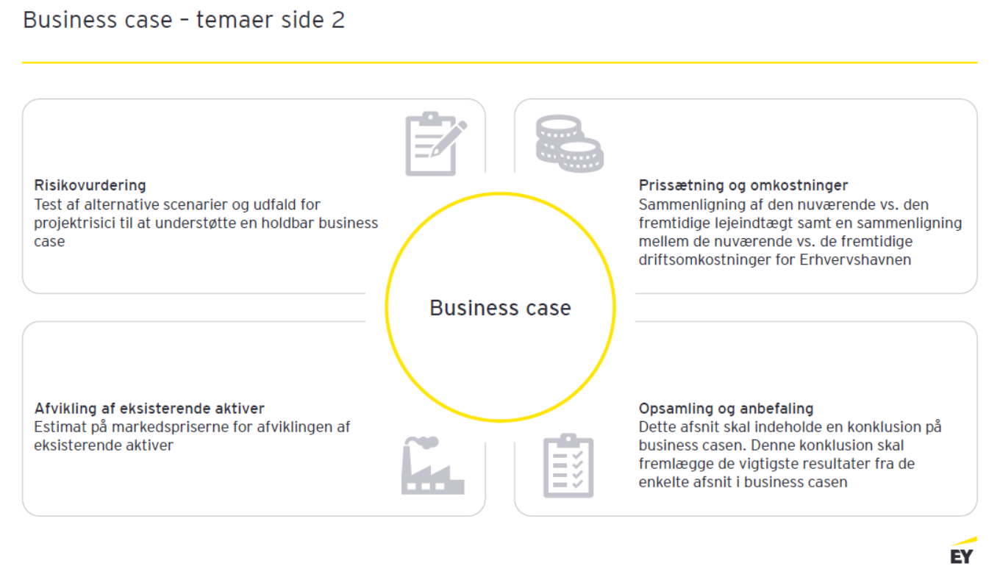 Business case – temaer side 2
Risikovurdering
Test af alternative scenarier og udfald for
projektrisici til at understøtte en holdbar business
case
Prissætning og omkostninger
Sammenligning af den nuværende vs. den
fremtidige lejeindtægt samt en sammenligning
mellem de nuværende vs. de fremtidige
driftsomkostninger for Erhvervshavnen
Business case
Afvikling af eksisterende aktiver
Estimat på markedspriserne for afviklingen af
eksisterende aktiver
Opsamling og anbefaling
Dette afsnit skal indeholde en konklusion på
business casen. Denne konklusion skal
fremlægge de vigtigste resultater fra de
enkelte afsnit i business casen
EY